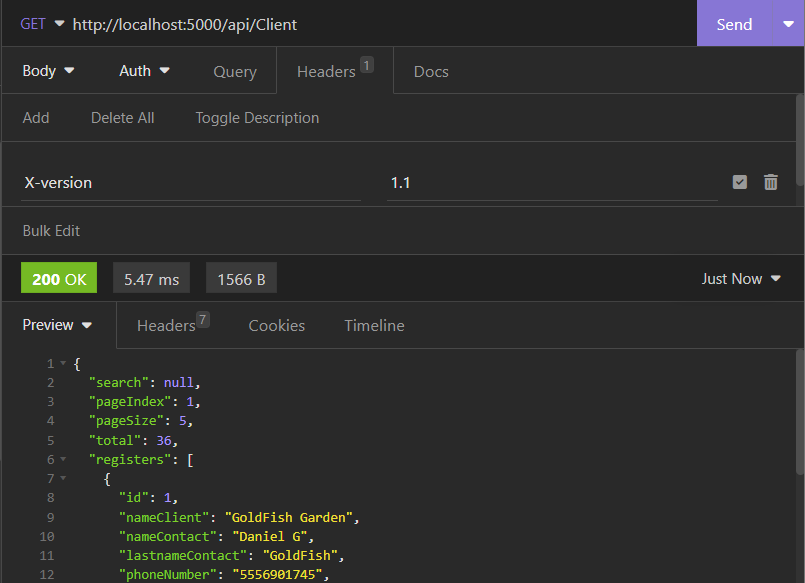 GET http://localhost:5000/api/Client Send
Body Auth Query Headers 1 Docs
Add Delete All Toggle Description
X-version 1.1
Bulk Edit
200 OK 5.47 ms 1566 B Just Now
Preview Headers 7 Cookies Timeline
1 {
2 "search": null,
3 "pageIndex": 1,
4 "pageSize": 5,
5 "total": 36,
6 "registers": [
7 {
8 "id": 1,
9 "nameClient": "GoldFish Garden",
10 "nameContact": "Daniel G",
11 "lastnameContact": "GoldFish",
12 "phoneNumber": "5556901745",